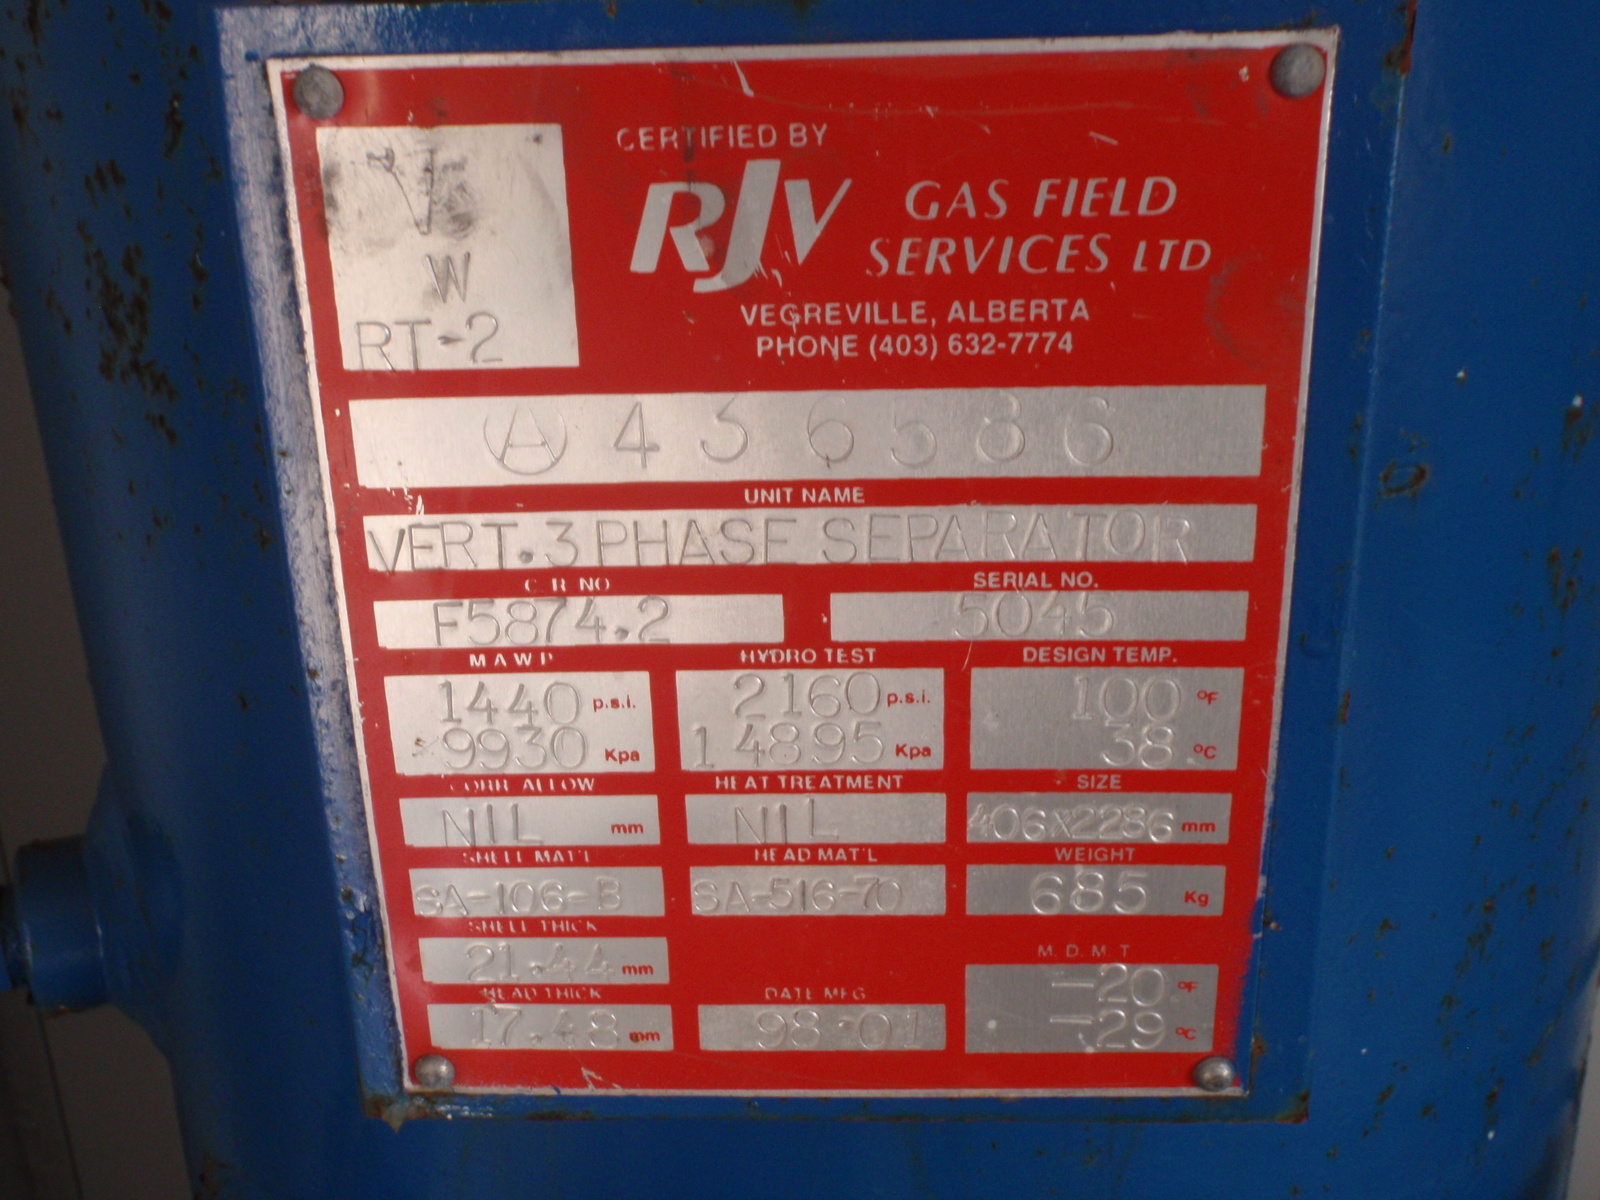 W
RT-2
CERTIFIED BY
RJV GAS FIELD
SERVICES LTD
VEGREVILLE, ALBERTA
PHONE (403) 632-7774
UNIT NAME
VERT. 3 PHASE SEPARATOR
C R NO SERIAL NO.
F5874.2 5045
M A W P HYDRO TEST DESIGN TEMP.
1440 p.s.i. 2160 p.s.i. 100 °F
9930 Kpa 14895 Kpa 38 °C
CORR ALLOW HEAT TREATMENT SIZE
NIL mm NIL 406X2286 mm
SHELL MAT'L HEAD MAT'L WEIGHT
SA-106-B SA-516-70 685 Kg
SHELL THICK
21.44 mm M. D. M. T
HEAD THICK DATE MFG -20 °F
17.48 mm 98-01 -29 °C